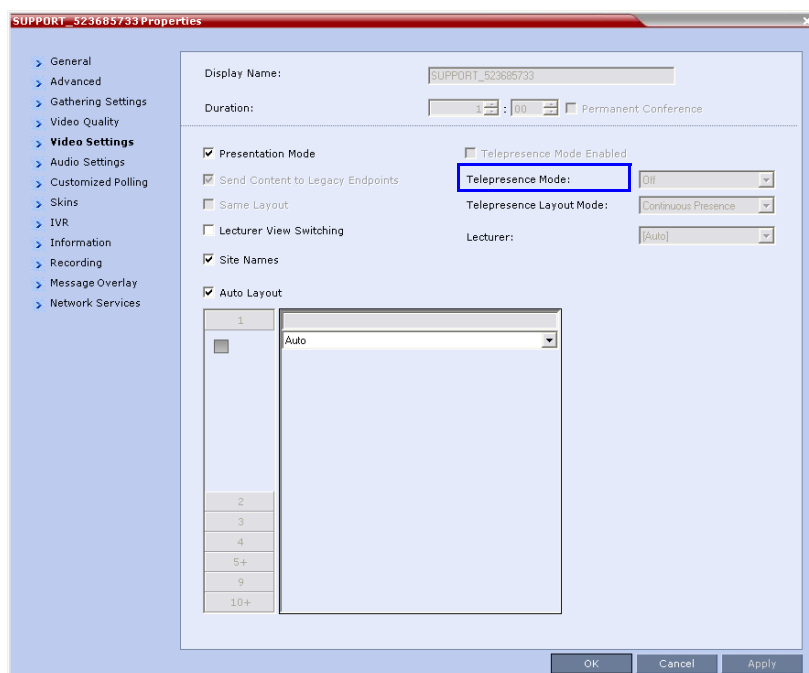 SUPPORT_523685733 Properties
General
Advanced
Gathering Settings
Video Quality
Video Settings
Audio Settings
Customized Polling
Skins
IVR
Information
Recording
Message Overlay
Network Services
Display Name: SUPPORT_523685733
Duration: 1 : 00 Permanent Conference
Presentation Mode Telepresence Mode Enabled
Send Content to Legacy Endpoints Telepresence Mode: Off
Same Layout Telepresence Layout Mode: Continuous Presence
Lecturer View Switching Lecturer: [Auto]
Site Names
Auto Layout
1
Auto
2
3
4
5+
9
10+
OK Cancel Apply